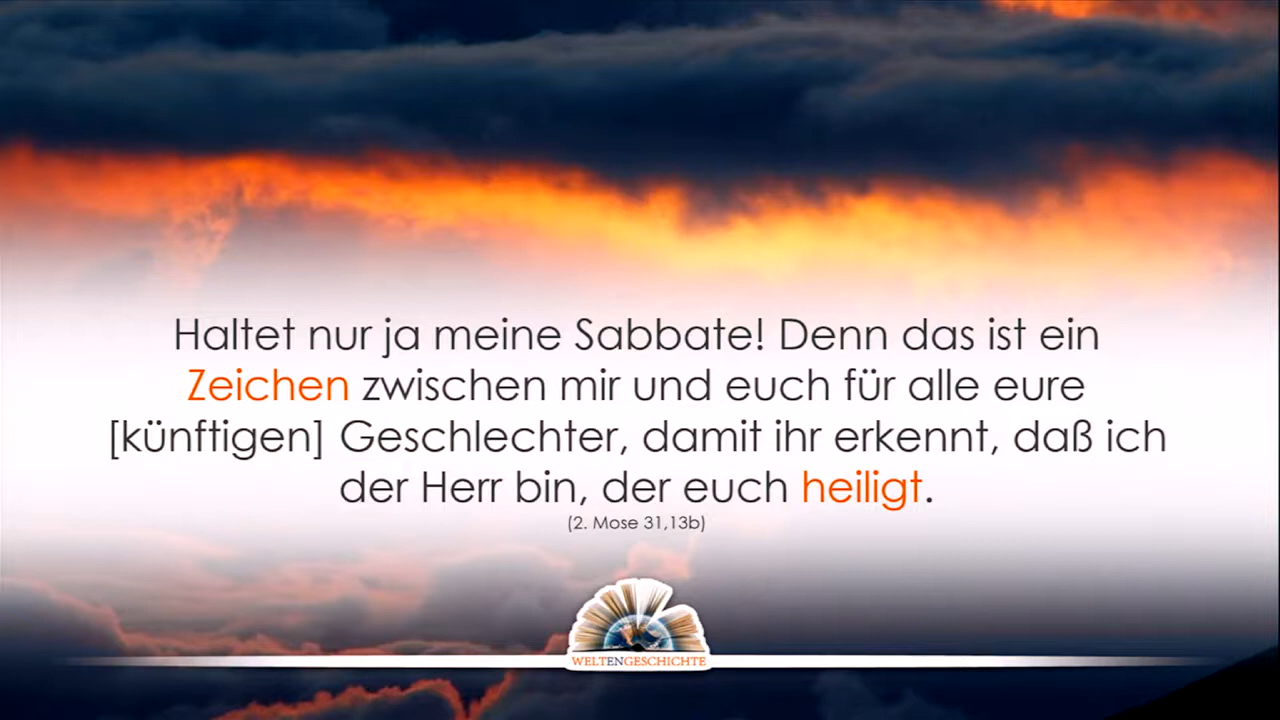 Haltet nur ja meine Sabbate! Denn das ist ein
Zeichen zwischen mir und euch für alle eure
[künftigen] Geschlechter, damit ihr erkennt, daß ich
der Herr bin, der euch heiligt.
(2. Mose 31,13b)
WELTENGESCHICHTE